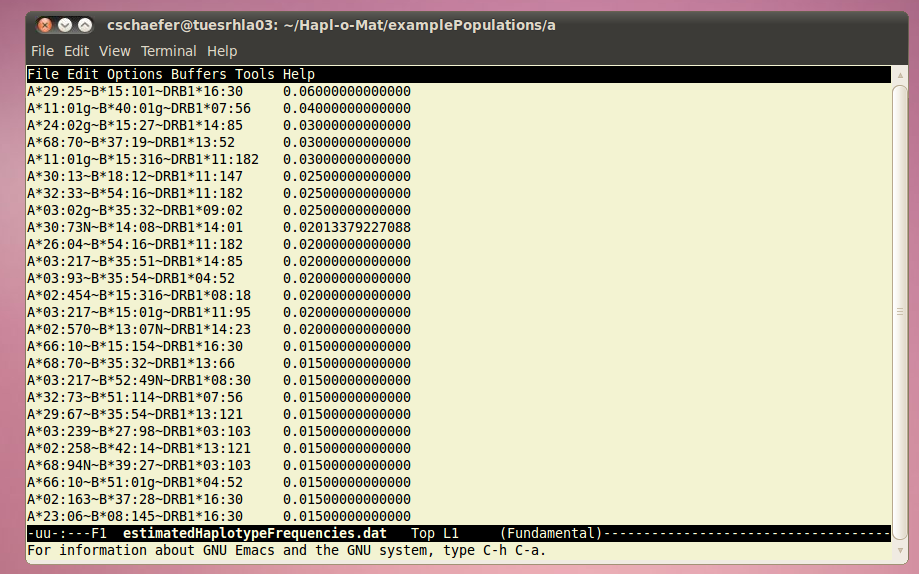 cschaefer@tuesrhla03: ~/Hapl-o-Mat/examplePopulations/a
File Edit View Terminal Help
File Edit Options Buffers Tools Help
A*29:25~B*15:101~DRB1*16:30 0.06000000000000
A*11:01g~B*40:01g~DRB1*07:56 0.04000000000000
A*24:02g~B*15:27~DRB1*14:85 0.03000000000000
A*68:70~B*37:19~DRB1*13:52 0.03000000000000
A*11:01g~B*15:316~DRB1*11:182 0.03000000000000
A*30:13~B*18:12~DRB1*11:147 0.02500000000000
A*32:33~B*54:16~DRB1*11:182 0.02500000000000
A*03:02g~B*35:32~DRB1*09:02 0.02500000000000
A*30:73N~B*14:08~DRB1*14:01 0.02013379227088
A*26:04~B*54:16~DRB1*11:182 0.02000000000000
A*03:217~B*35:51~DRB1*14:85 0.02000000000000
A*03:93~B*35:54~DRB1*04:52 0.02000000000000
A*02:454~B*15:316~DRB1*08:18 0.02000000000000
A*03:217~B*15:01g~DRB1*11:95 0.02000000000000
A*02:570~B*13:07N~DRB1*14:23 0.02000000000000
A*66:10~B*15:154~DRB1*16:30 0.01500000000000
A*68:70~B*35:32~DRB1*13:66 0.01500000000000
A*03:217~B*52:49N~DRB1*08:30 0.01500000000000
A*32:73~B*51:114~DRB1*07:56 0.01500000000000
A*29:67~B*35:54~DRB1*13:121 0.01500000000000
A*03:239~B*27:98~DRB1*03:103 0.01500000000000
A*02:258~B*42:14~DRB1*13:121 0.01500000000000
A*68:94N~B*39:27~DRB1*03:103 0.01500000000000
A*66:10~B*51:01g~DRB1*04:52 0.01500000000000
A*02:163~B*37:28~DRB1*16:30 0.01500000000000
A*23:06~B*08:145~DRB1*16:30 0.01500000000000
-uu-:---F1 estimatedHaplotypeFrequencies.dat Top L1 (Fundamental)------------------------------------
For information about GNU Emacs and the GNU system, type C-h C-a.